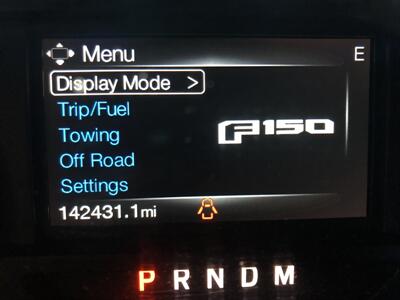 Menu E
Display Mode >
Trip/Fuel
Towing
F150
Off Road
Settings
142431.1mi
P R N D M